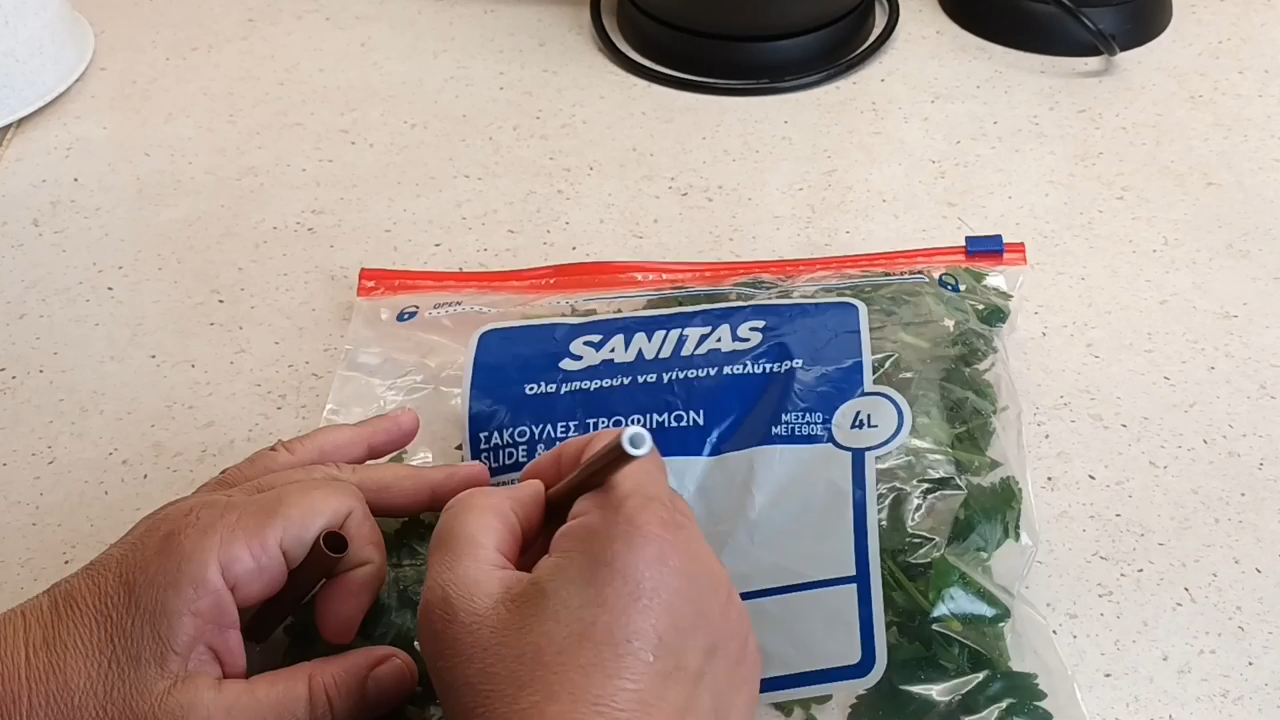 OPEN
SANITAS
Όλα μπορούν να γίνουν καλύτερα
ΣΑΚΟΥΛΕΣ ΤΡΟΦΙΜΩΝ
SLIDE &
ΜΕΣΑΙΟ
ΜΕΓΕΘΟΣ
4L